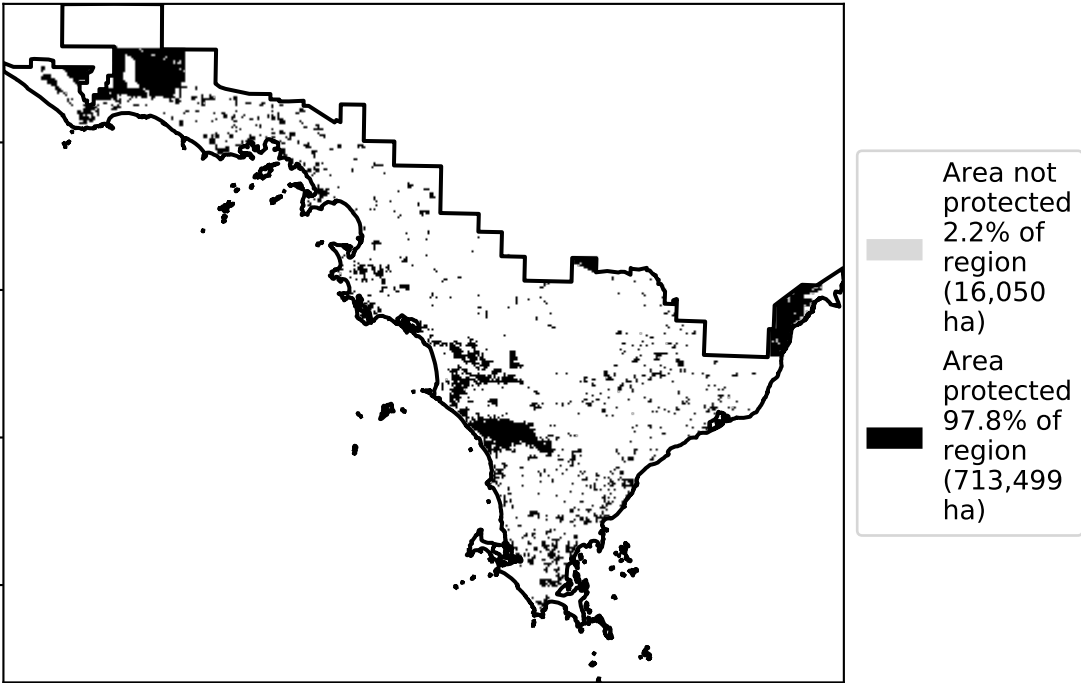 Area not
protected
2.2% of
region
(16,050
ha)
Area
protected
97.8% of
region
(713,499
ha)